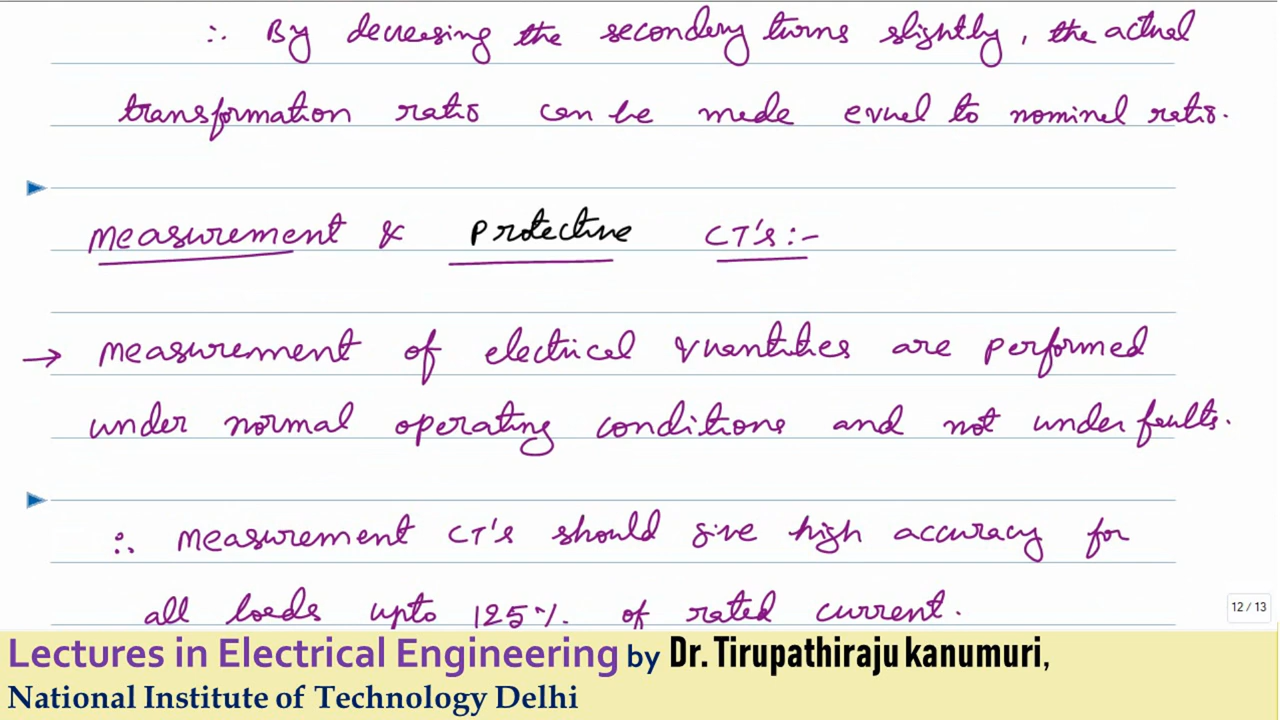 ∴ By decreasing the secondary turns slightly, the actual
transformation ratio can be made equal to nominal ratio.
Measurement & Protective CT's :-
→ Measurement of electrical quantities are performed
under normal operating conditions and not under faults.
∴ Measurement CT's should give high accuracy for
all loads upto 125% of rated current.
12 / 13
Lectures in Electrical Engineering by Dr. Tirupathiraju kanumuri,
National Institute of Technology Delhi